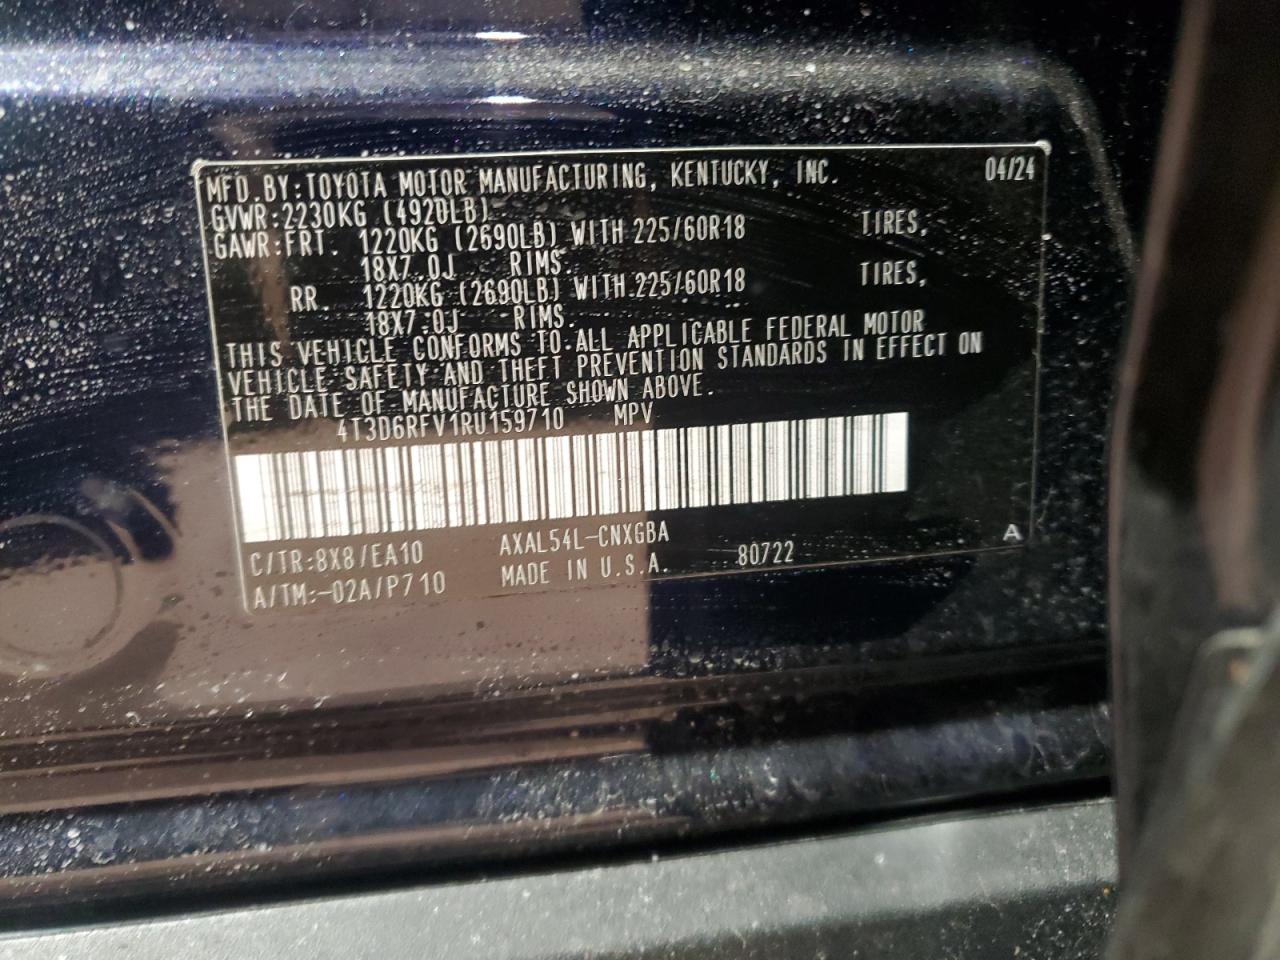 MFD.BY:TOYOTA MOTOR MANUFACTURING, KENTUCKY, INC. 04/24
GVWR:2230KG (4920LB)
GAWR:FRT. 1220KG (2690LB) WITH 225/60R18 TIRES,
18X7.0J RIMS.
RR. 1220KG (2690LB) WITH 225/60R18 TIRES,
18X7.0J RIMS.
THIS VEHICLE CONFORMS TO ALL APPLICABLE FEDERAL MOTOR
VEHICLE SAFETY AND THEFT PREVENTION STANDARDS IN EFFECT ON
THE DATE OF MANUFACTURE SHOWN ABOVE.
4T3D6RFV1RU159710 MPV
C/TR:8X8/EA10 AXAL54L-CNXGBA A
A/TM:-02A/P710 MADE IN U.S.A. 80722